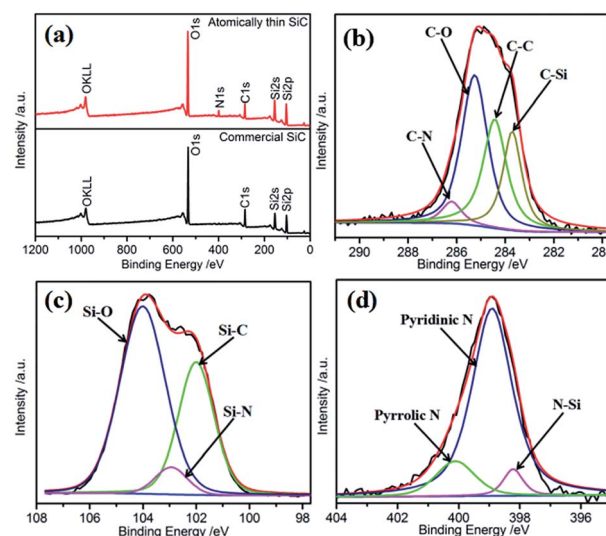 (a)
Atomically thin SiC
OKLL
O1s
N1s
C1s
Si2s
Si2p
Commercial SiC
OKLL
O1s
C1s
Si2s
Si2p
Intensity /a.u.
1200 1000 800 600 400 200 0
Binding Energy /eV
(b)
C-O
C-C
C-Si
C-N
Intensity /a.u.
290 288 286 284 28
Binding Energy /eV
(c)
Si-O
Si-C
Si-N
Intensity /a.u.
108 106 104 102 100 98
Binding Energy /eV
(d)
Pyridinic N
Pyrrolic N
N-Si
Intensity /a.u.
404 402 400 398 396
Binding Energy /eV